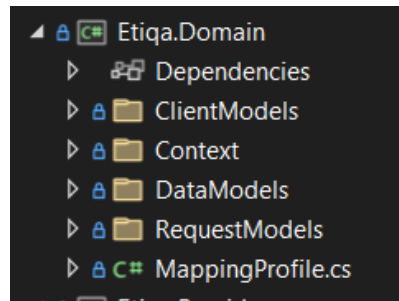 C# Etiqa.Domain
Dependencies
ClientModels
Context
DataModels
RequestModels
C# MappingProfile.cs